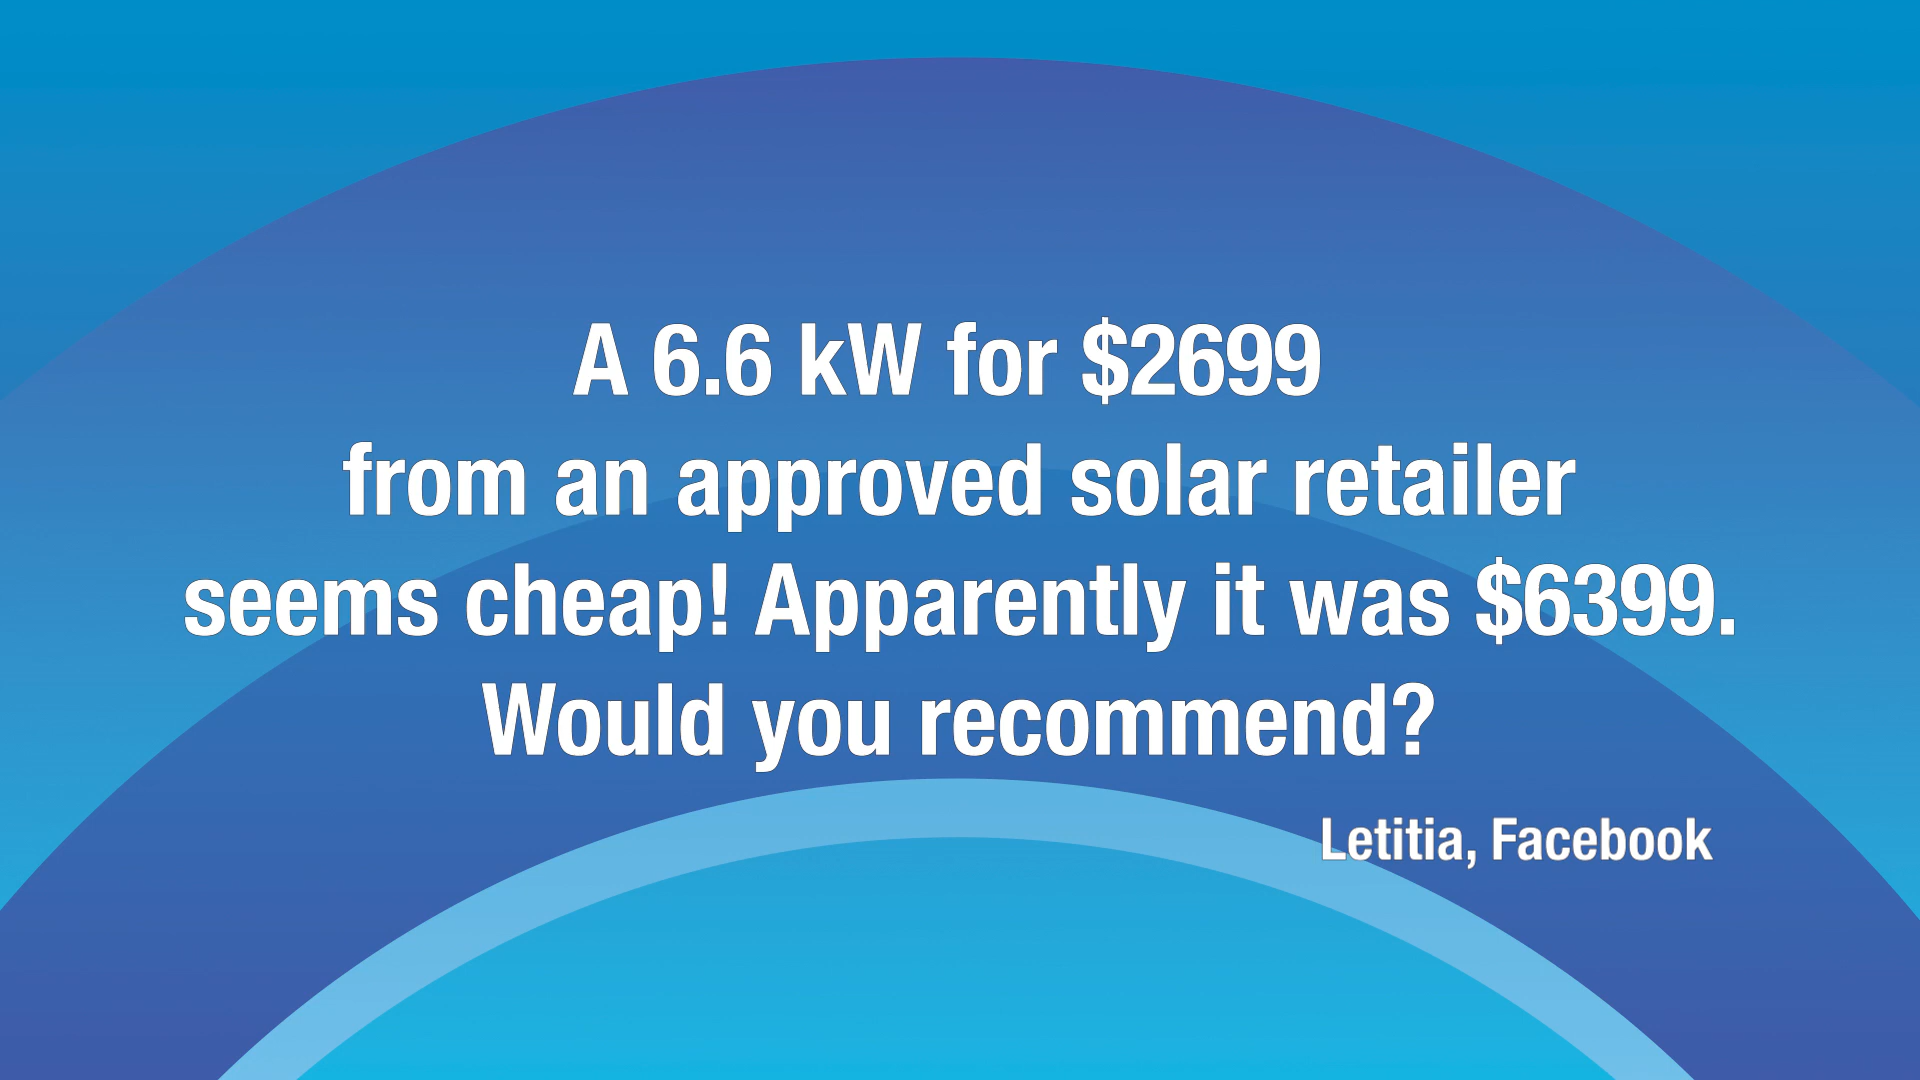 A 6.6 kW for $2699
from an approved solar retailer
seems cheap! Apparently it was $6399.
Would you recommend?
Letitia, Facebook